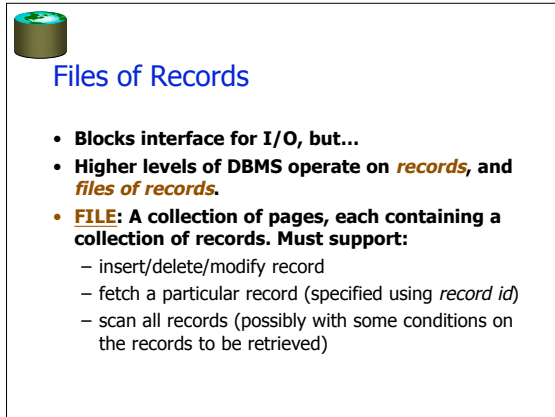 Files of Records
• Blocks interface for I/O, but…
• Higher levels of DBMS operate on records, and
files of records.
• FILE: A collection of pages, each containing a
collection of records. Must support:
– insert/delete/modify record
– fetch a particular record (specified using record id)
– scan all records (possibly with some conditions on
the records to be retrieved)